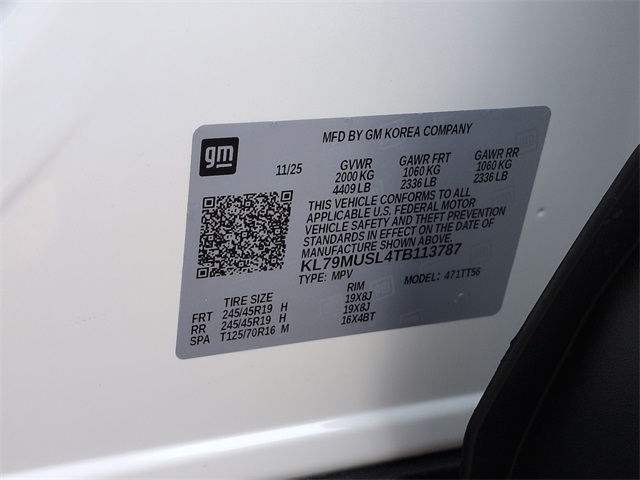 MFD BY GM KOREA COMPANY
gm
11/25
GVWR GAWR FRT GAWR RR
2000 KG 1060 KG 1060 KG
4409 LB 2336 LB 2336 LB
THIS VEHICLE CONFORMS TO ALL
APPLICABLE U.S. FEDERAL MOTOR
VEHICLE SAFETY AND THEFT PREVENTION
STANDARDS IN EFFECT ON THE DATE OF
MANUFACTURE SHOWN ABOVE.
KL79MUSL4TB113787
TYPE: MPV MODEL: 471TT56
TIRE SIZE RIM
FRT 245/45R19 H 19X8J
RR 245/45R19 H 19X8J
SPA T125/70R16 M 16X4BT